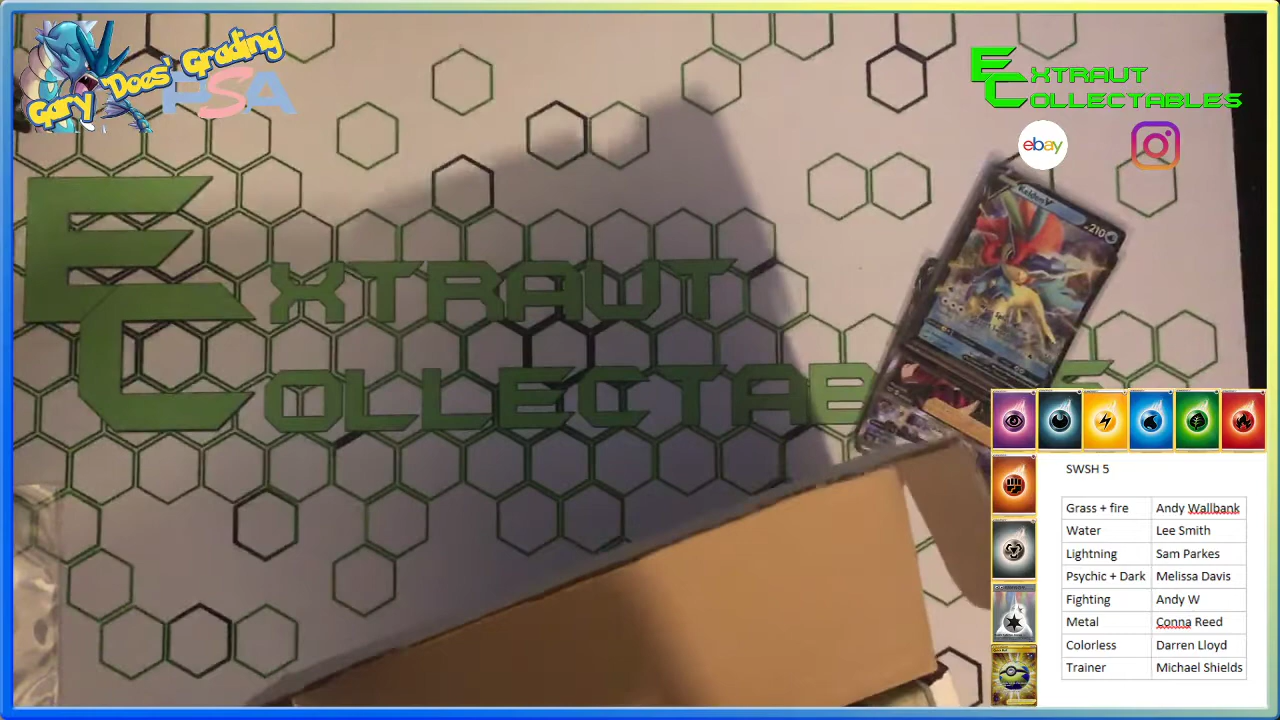 Gary Does' Grading
PSA
EXTRAUT
COLLECTABLES
ebay
EXTRAUT
COLLECTAB
S
Keldeo V
210
SWSH 5
Grass + fire Andy Wallbank
Water Lee Smith
Lightning Sam Parkes
Psychic + Dark Melissa Davis
Fighting Andy W
Metal Conna Reed
Colorless Darren Lloyd
Trainer Michael Shields